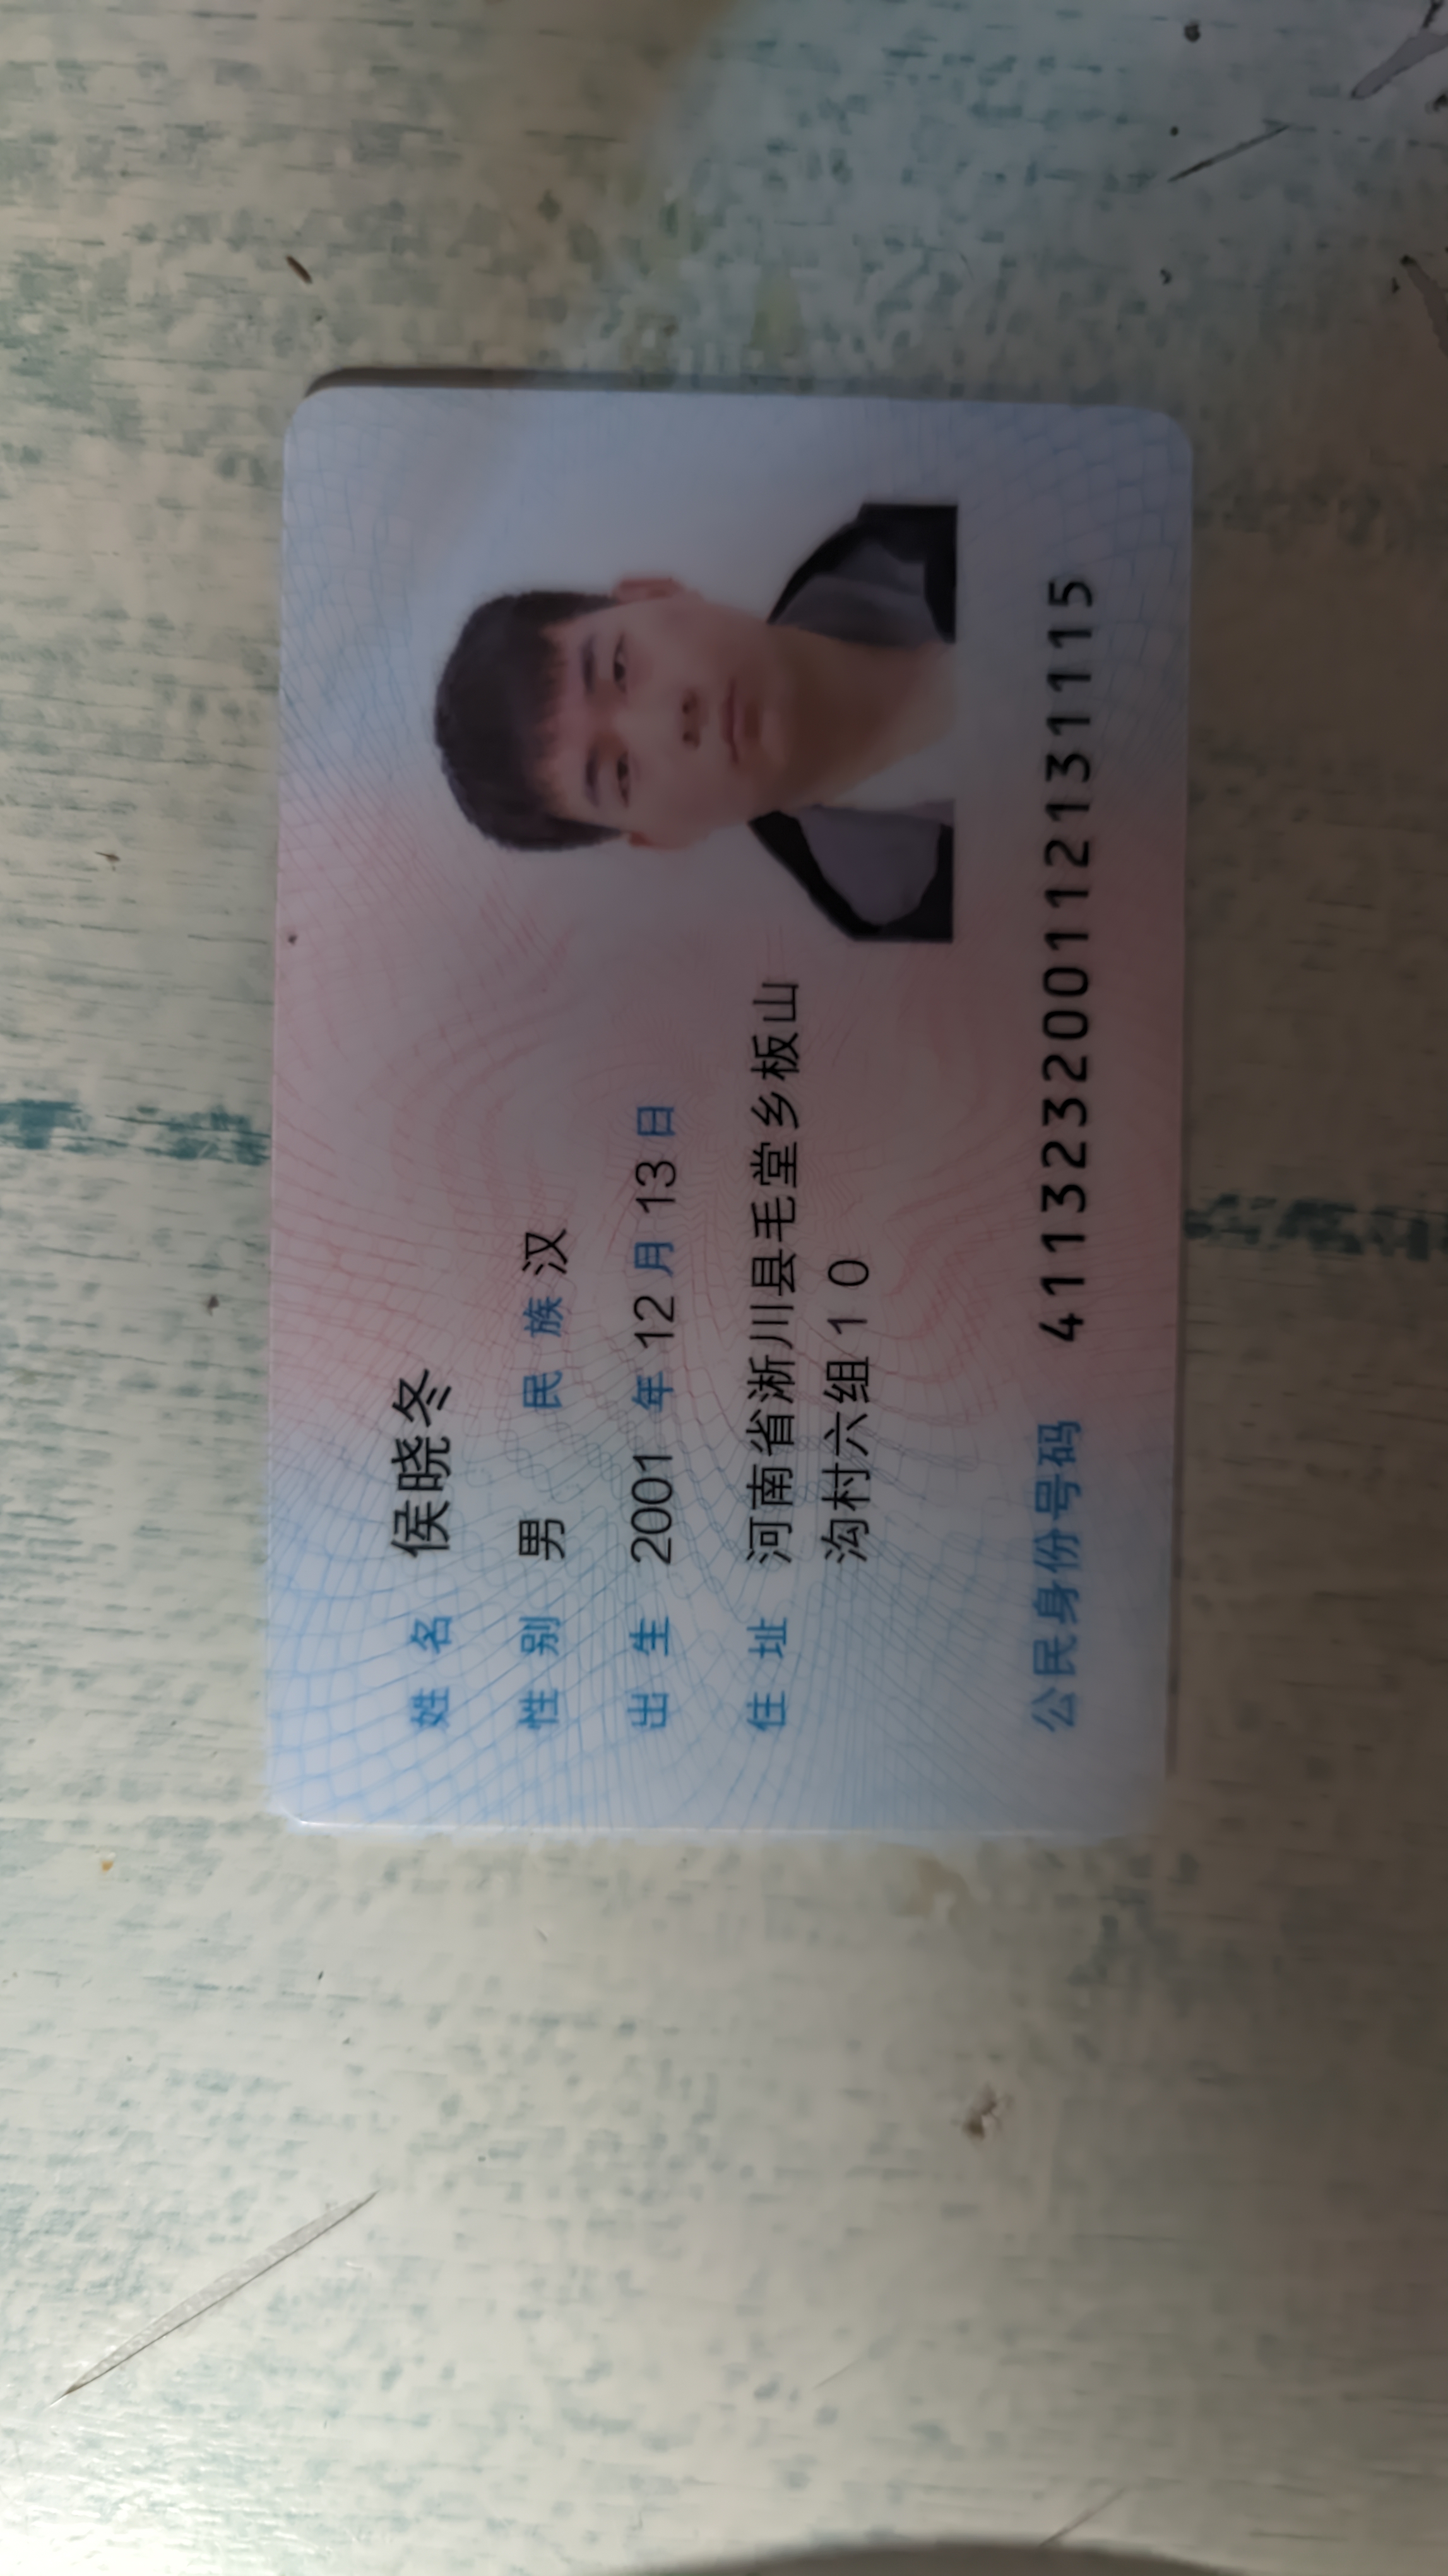 姓名 侯晓冬
性别 男 民族 汉
出生 2001 年 12 月 13 日
住址 河南省淅川县毛堂乡板山
沟村六组10
公民身份号码 411323200112131115